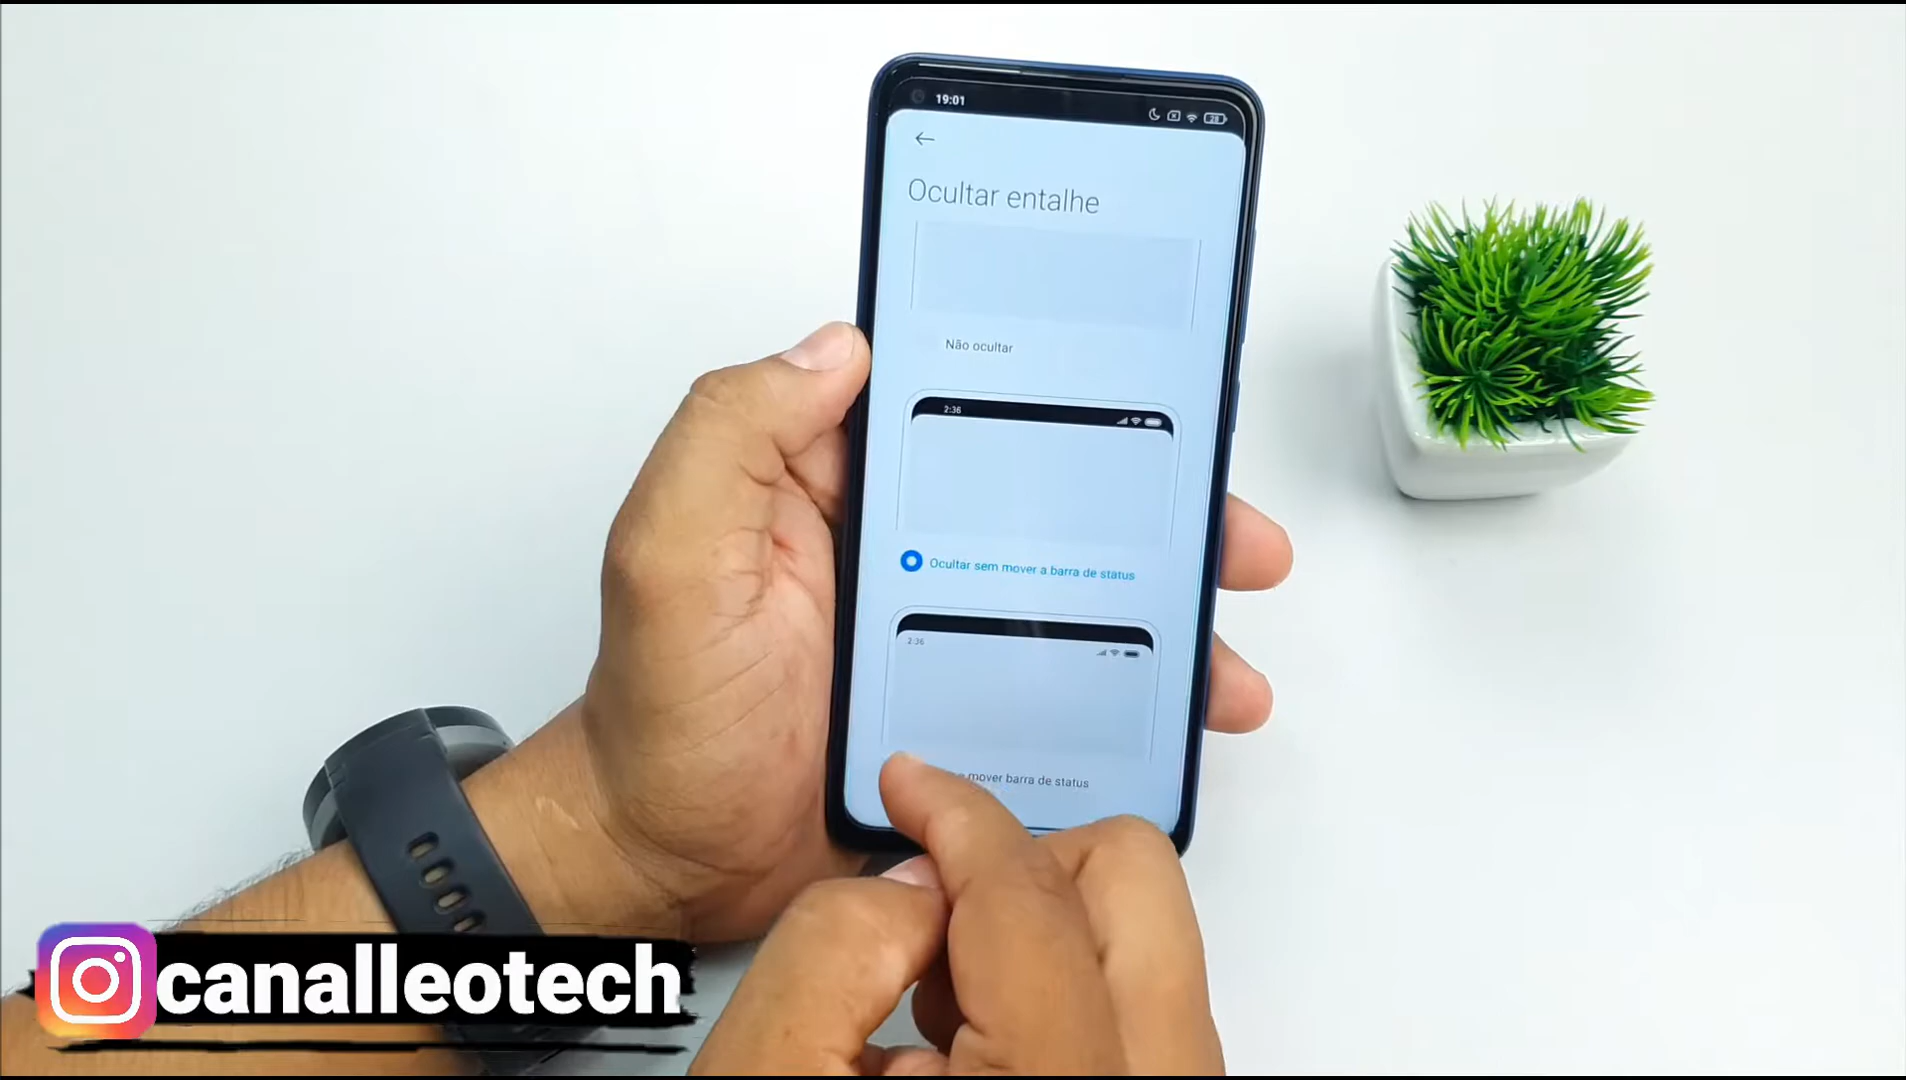 19:01
28
Ocultar entalhe
Não ocultar
2:36
Ocultar sem mover a barra de status
2:36
mover barra de status
canalleotech